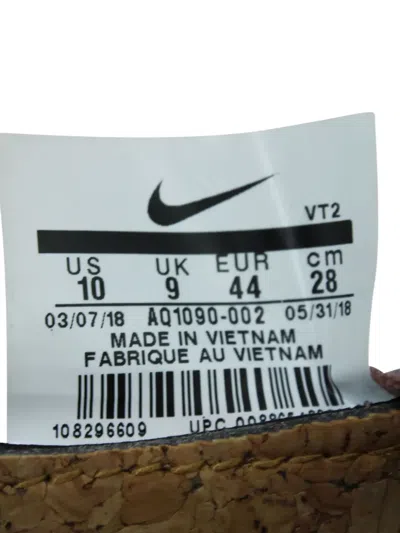 VT2
US UK EUR cm
10 9 44 28
03/07/18 AQ1090-002 05/31/18
MADE IN VIETNAM
FABRIQUE AU VIETNAM
108296609 UPC